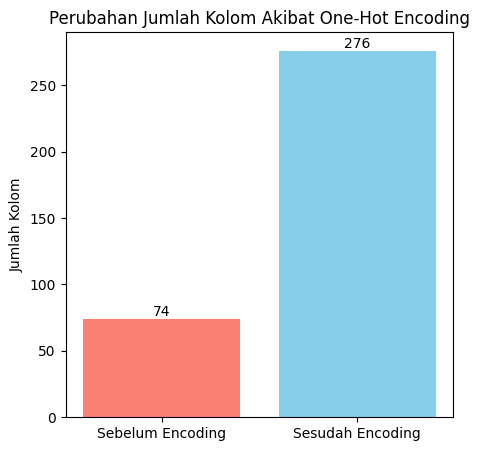 Perubahan Jumlah Kolom Akibat One-Hot Encoding
276
250
200
150
100
50
0
Jumlah Kolom
74
Sebelum Encoding
Sesudah Encoding